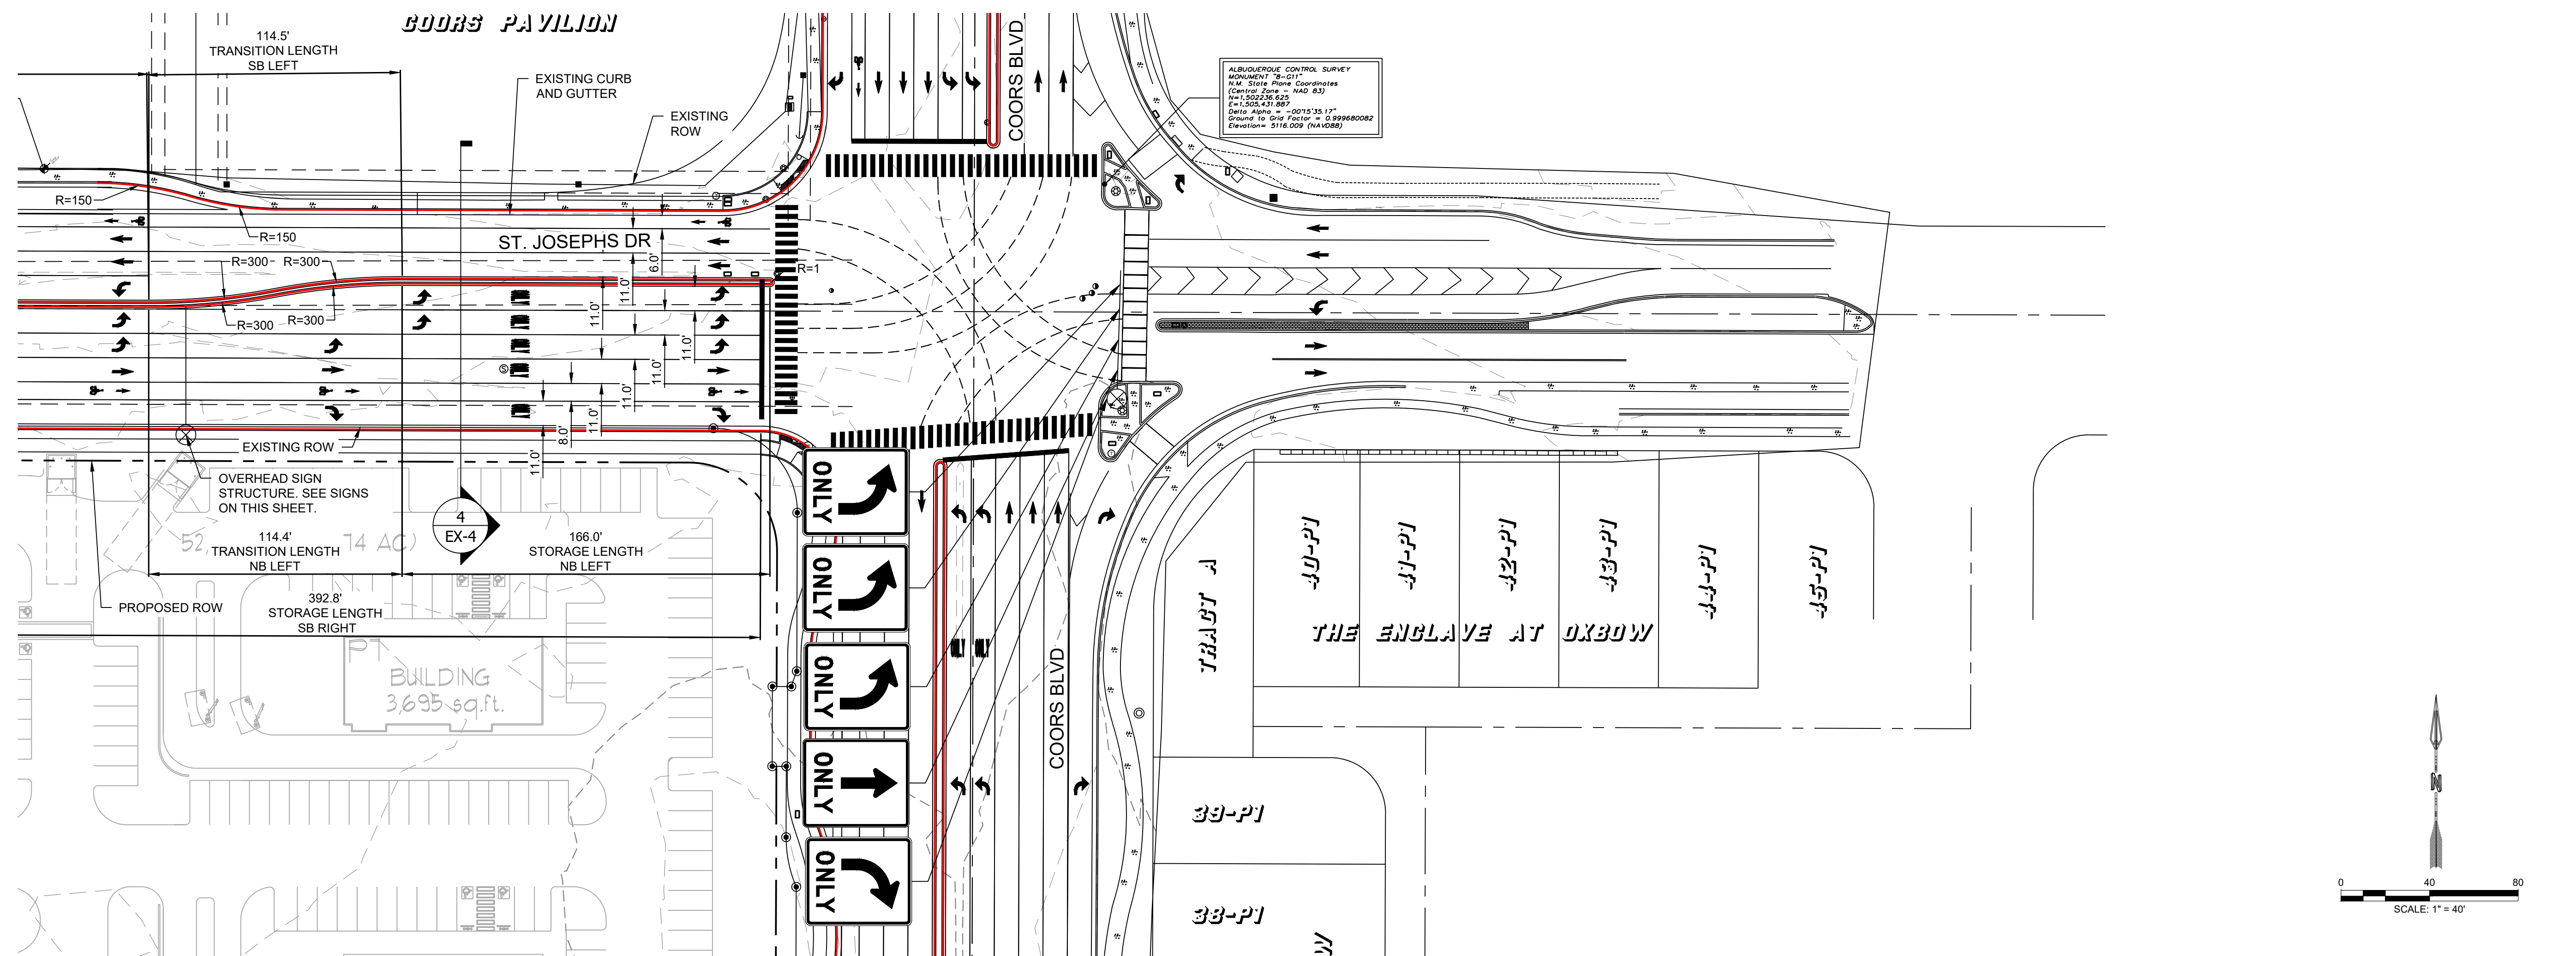 COORS PAVILION
114.5'
TRANSITION LENGTH
SB LEFT
EXISTING CURB
AND GUTTER
EXISTING
ROW
COORS BLVD
ALBUQUERQUE CONTROL SURVEY
MONUMENT "8-G11"
N.M. State Plane Coordinates
(Central Zone - NAD 83)
N=1,502236.625
E=1,505,431.887
Delta Alpha = -00°15'35.17"
Ground to Grid Factor = 0.999680082
Elevation= 5116.009 (NAVD88)
R=150
R=150
ST. JOSEPHS DR
R=300
R=300
R=1
R=300
R=300
6.0'
11.0'
11.0'
11.0'
11.0'
11.0'
11.0'
8.0'
11.0'
EXISTING ROW
OVERHEAD SIGN
STRUCTURE. SEE SIGNS
ON THIS SHEET.
4
EX-4
114.4'
TRANSITION LENGTH
NB LEFT
166.0'
STORAGE LENGTH
NB LEFT
PROPOSED ROW
392.8'
STORAGE LENGTH
SB RIGHT
BUILDING
3,695 sq.ft.
ONLY
ONLY
ONLY
ONLY
ONLY
COORS BLVD
TRACT A
40-P1
41-P1
42-P1
43-P1
44-P1
45-P1
THE ENCLAVE AT OXBOW
39-P1
38-P1
W
N
0 40 80
SCALE: 1" = 40'